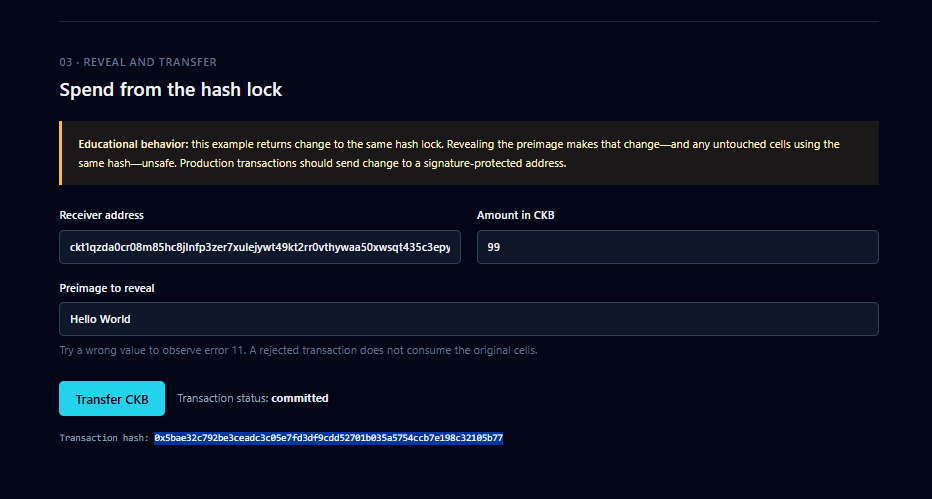 03 · REVEAL AND TRANSFER
Spend from the hash lock
Educational behavior: this example returns change to the same hash lock. Revealing the preimage makes that change—and any untouched cells using the
same hash—unsafe. Production transactions should send change to a signature-protected address.
Receiver address
Amount in CKB
ckt1qzda0cr08m85hc8jlnfp3zer7xulejywt49kt2rr0vthywaa50xwsqt435c3epy
99
Preimage to reveal
Hello World
Try a wrong value to observe error 11. A rejected transaction does not consume the original cells.
Transfer CKB
Transaction status: committed
Transaction hash: 0x5bae32c792be3ceadc3c05e7fd3df9cdd52701b035a5754ccb7e198c32105b77